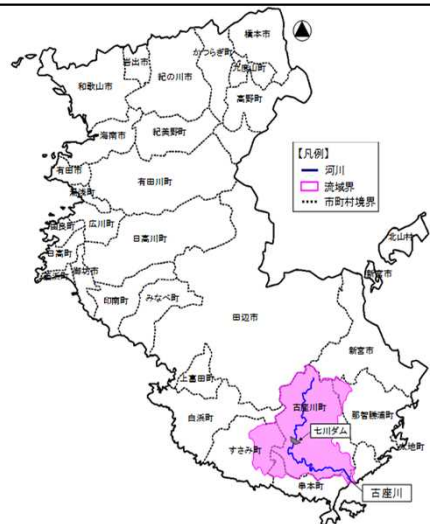 橋本市
かつらぎ町
岩出市
紀の川市
九度山町
和歌山市
高野町
海南市
紀美野町
【凡例】
河川
流域界
市町村境界
有田市
湯浅町
有田川町
北山村
広川町
由良町
日高川町
新宮市
日高町
御坊市
美浜町
印南町
みなべ町
田辺市
新宮市
上富田町
古座川町
那智勝浦町
白浜町
七川ダム
太地町
すさみ町
串本町
古座川